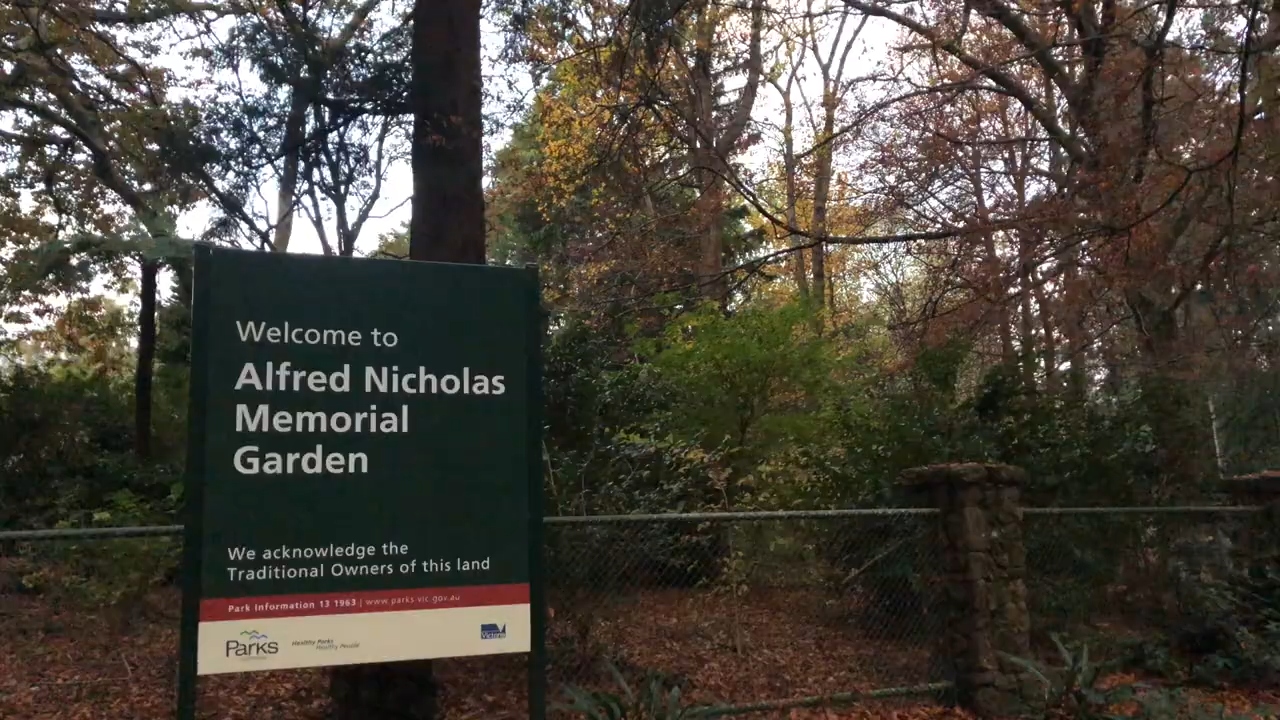 Welcome to
Alfred Nicholas
Memorial
Garden
We acknowledge the
Traditional Owners of this land
Park Information 13 1963 | www.parks.vic.gov.au
Parks
Healthy Parks
Healthy People
Victoria